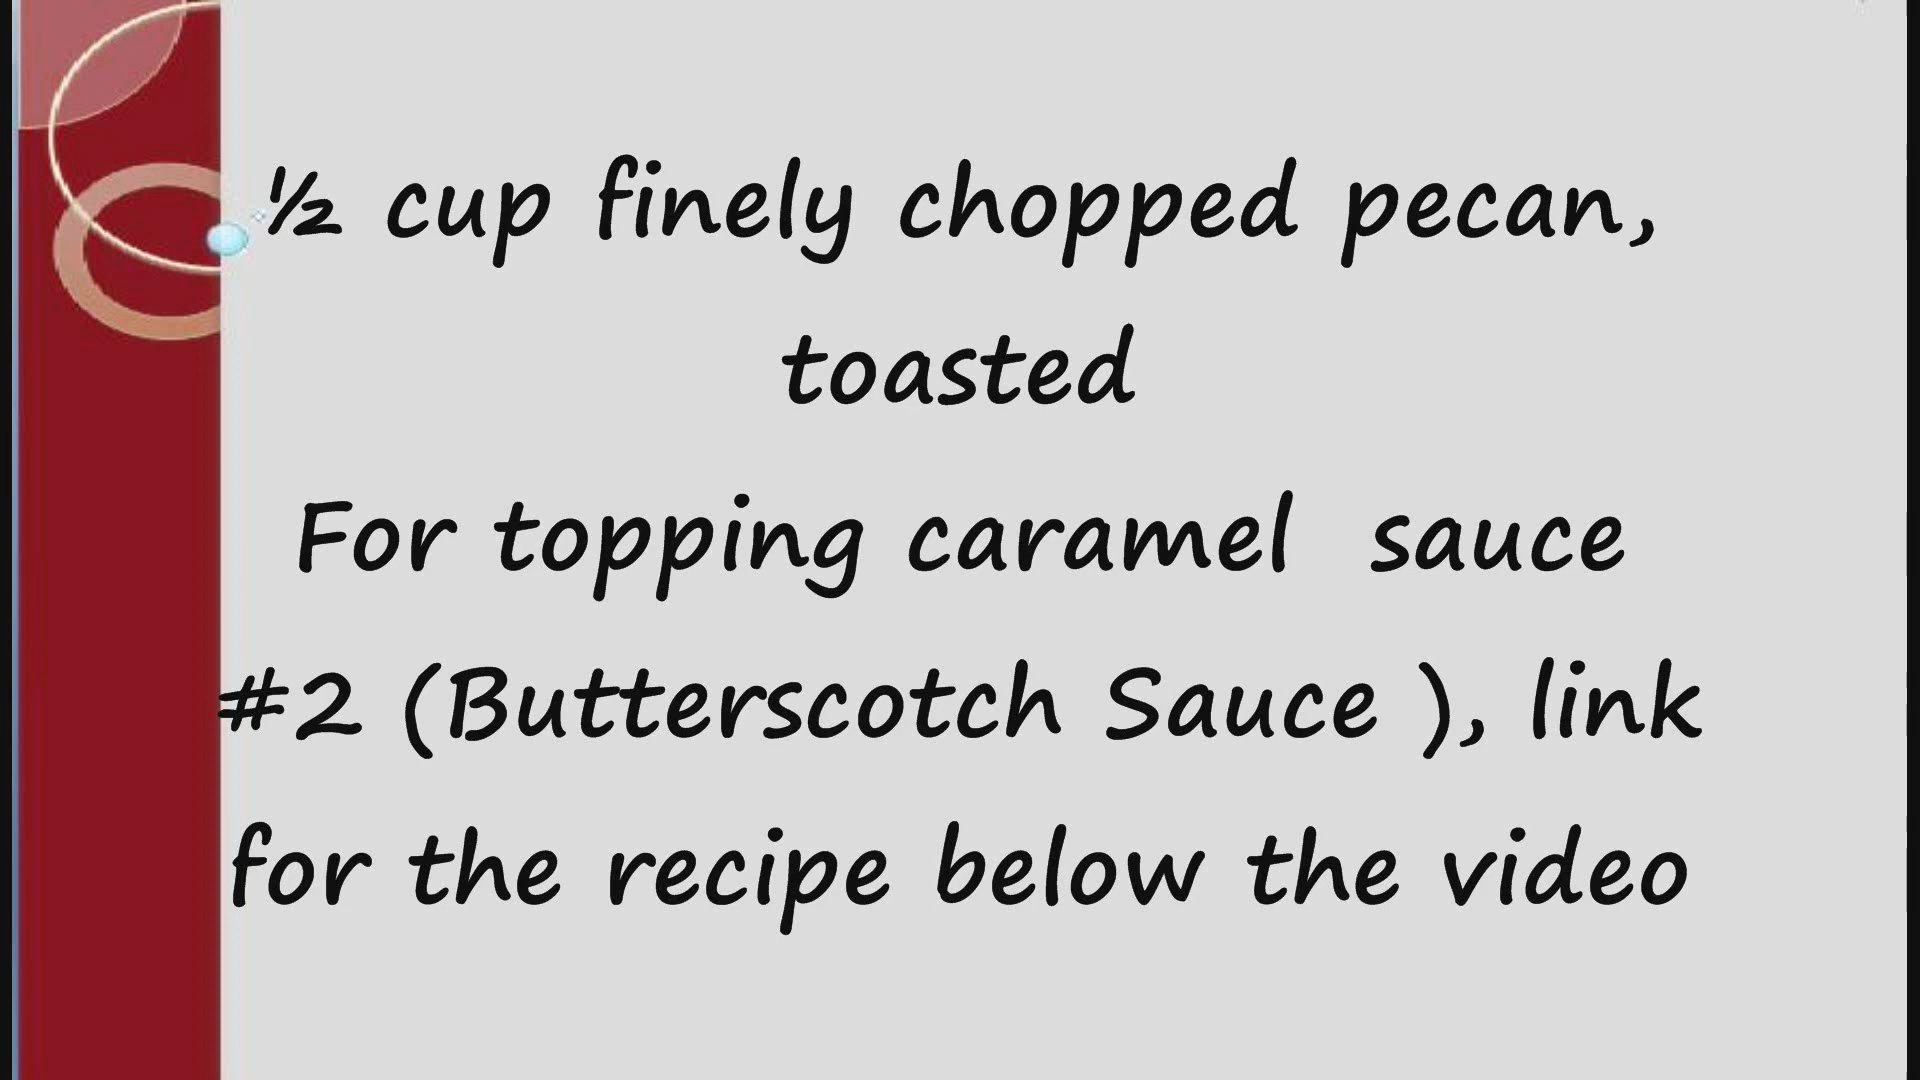 ½ cup finely chopped pecan,
toasted
For topping caramel  sauce
#2 (Butterscotch Sauce ), link
for the recipe below the video